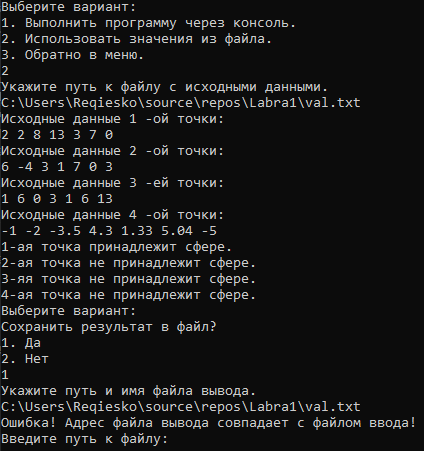 Выберите вариант:
1. Выполнить программу через консоль.
2. Использовать значения из файла.
3. Обратно в меню.
2
Укажите путь к файлу с исходными данными.
C:\Users\Reqiesko\source\repos\Labra1\val.txt
Исходные данные 1 -ой точки:
2 2 8 13 3 7 0
Исходные данные 2 -ой точки:
6 -4 3 1 7 0 3
Исходные данные 3 -ей точки:
1 6 0 3 1 6 13
Исходные данные 4 -ой точки:
-1 -2 -3.5 4.3 1.33 5.04 -5
1-ая точка принадлежит сфере.
2-ая точка не принадлежит сфере.
3-яя точка не принадлежит сфере.
4-ая точка не принадлежит сфере.
Выберите вариант:
Сохранить результат в файл?
1. Да
2. Нет
1
Укажите путь и имя файла вывода.
C:\Users\Reqiesko\source\repos\Labra1\val.txt
Ошибка! Адрес файла вывода совпадает с файлом ввода!
Введите путь к файлу: